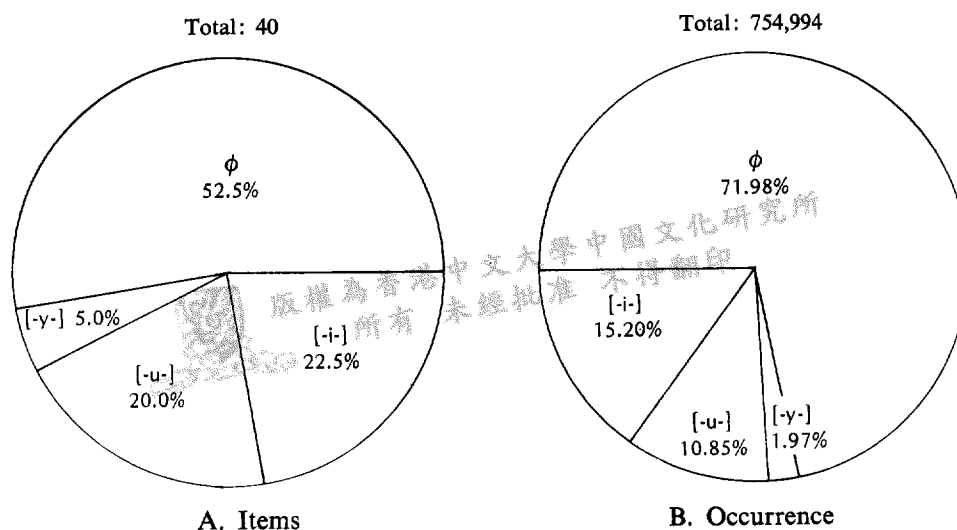 Total: 40
ϕ
52.5%
[-y-] 5.0%
[-i-]
22.5%
[-u-]
20.0%
A. Items
Total: 754,994
ϕ
71.98%
[-i-]
15.20%
[-u-]
10.85%
[-y-]
1.97%
B. Occurrence
版權為香港中文大學中國文化研究所
所有 未經批准 不得翻印